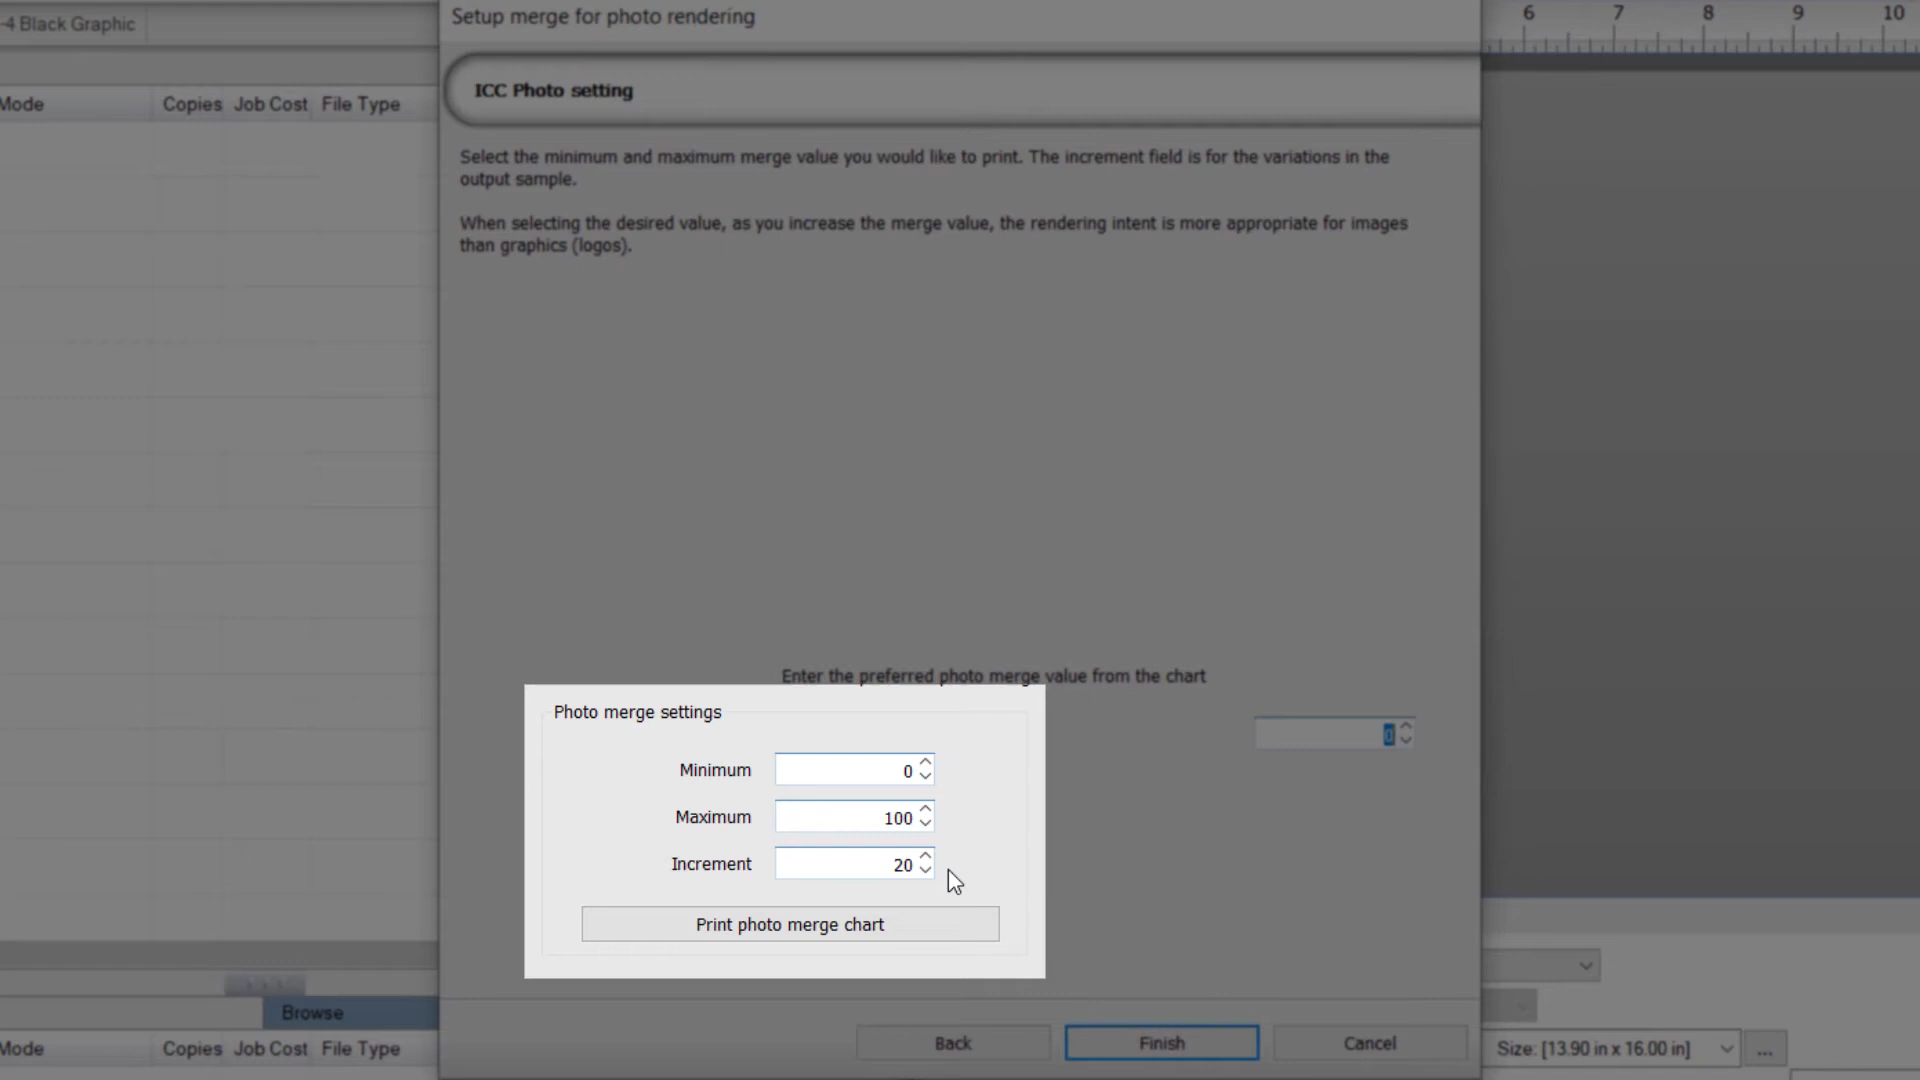 -4 Black Graphic
Setup merge for photo rendering
6 7 8 9 10
ICC Photo setting
Mode Copies Job Cost File Type
Select the minimum and maximum merge value you would like to print. The increment field is for the variations in the
output sample.
When selecting the desired value, as you increase the merge value, the rendering intent is more appropriate for images
than graphics (logos).
Enter the preferred photo merge value from the chart
Photo merge settings
0
Minimum 0
Maximum 100
Increment 20
Print photo merge chart
Browse
Back Finish Cancel
Mode Copies Job Cost File Type
Size: [13.90 in x 16.00 in] ...